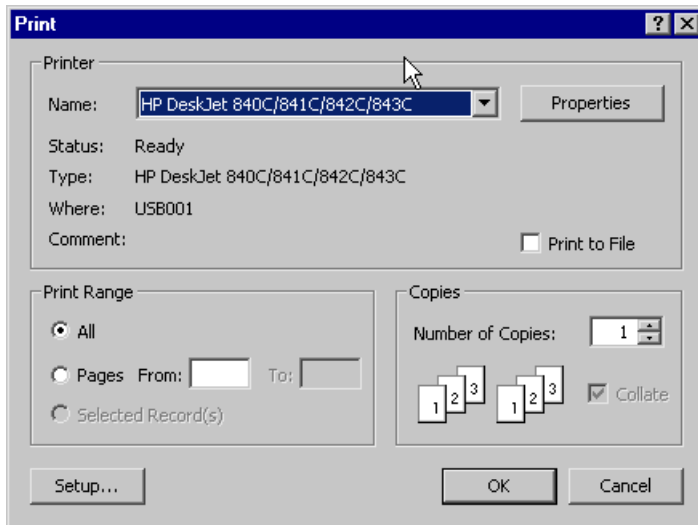 Print
Printer
Name: HP DeskJet 840C/841C/842C/843C Properties
Status: Ready
Type: HP DeskJet 840C/841C/842C/843C
Where: USB001
Comment: Print to File
Print Range
All
Pages From: To:
Selected Record(s)
Copies
Number of Copies: 1
1 2 3 1 2 3 Collate
Setup... OK Cancel